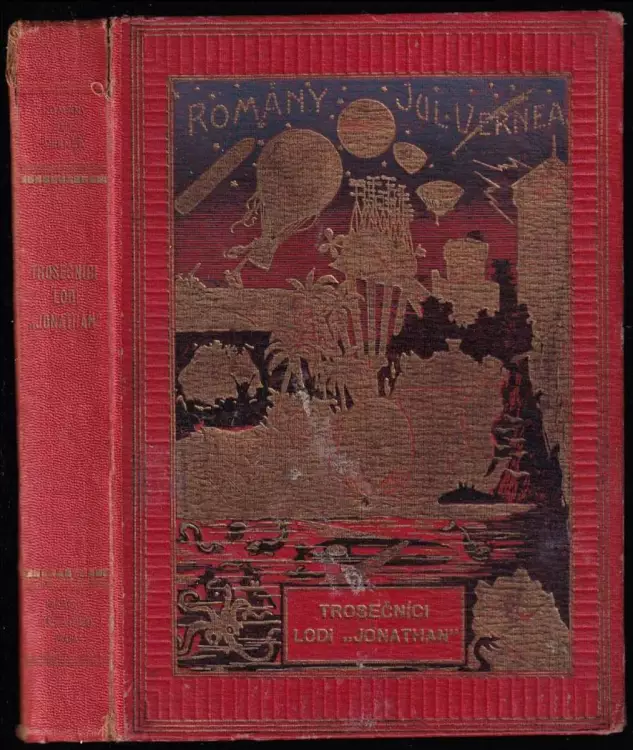 TROSEČNÍCI
LODI
„JONATHAN"
ROMÁNY JUL. VERNEA
TROSEČNÍCI
LODI „JONATHAN"